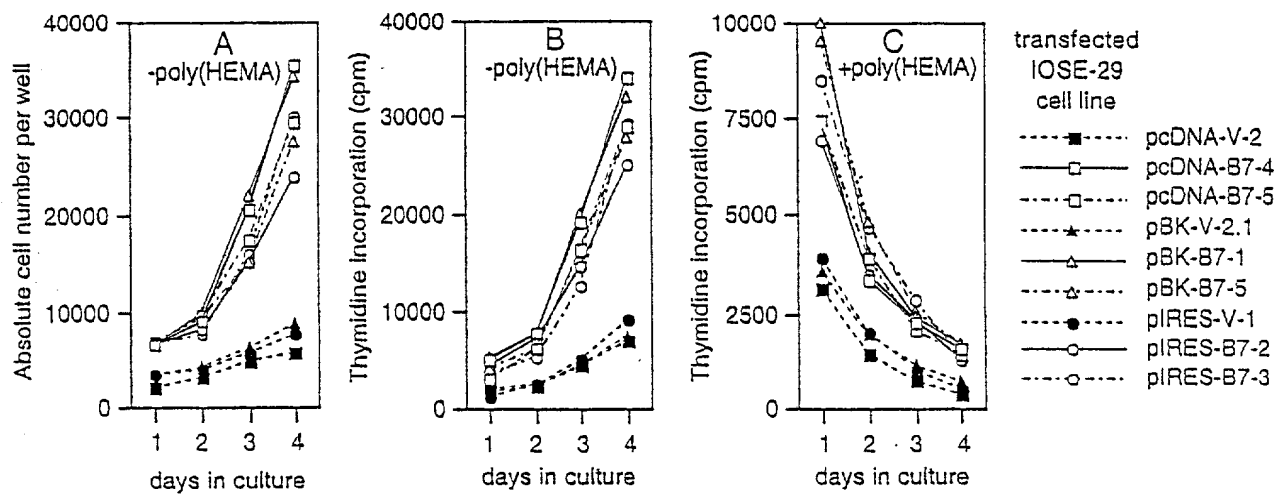 A
-poly(HEMA)
Absolute cell number per well
40000
30000
20000
10000
0
1 2 3 4
days in culture
B
-poly(HEMA)
Thymidine Incorporation (cpm)
40000
30000
20000
10000
0
1 2 3 4
days in culture
C
+poly(HEMA)
Thymidine Incorporation (cpm)
10000
7500
5000
2500
0
1 2 3 4
days in culture
transfected
IOSE-29
cell line
pcDNA-V-2
pcDNA-B7-4
pcDNA-B7-5
pBK-V-2.1
pBK-B7-1
pBK-B7-5
pIRES-V-1
pIRES-B7-2
pIRES-B7-3